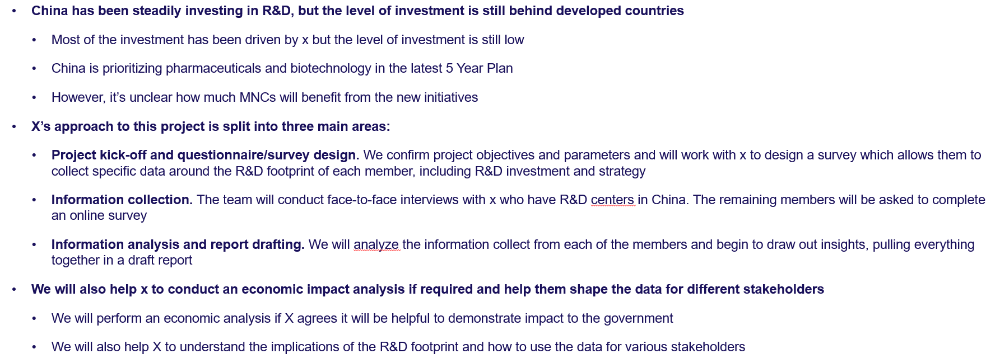 • China has been steadily investing in R&D, but the level of investment is still behind developed countries
• Most of the investment has been driven by x but the level of investment is still low
• China is prioritizing pharmaceuticals and biotechnology in the latest 5 Year Plan
• However, it’s unclear how much MNCs will benefit from the new initiatives
• X’s approach to this project is split into three main areas:
• Project kick-off and questionnaire/survey design. We confirm project objectives and parameters and will work with x to design a survey which allows them to
collect specific data around the R&D footprint of each member, including R&D investment and strategy
• Information collection. The team will conduct face-to-face interviews with x who have R&D centers in China. The remaining members will be asked to complete
an online survey
• Information analysis and report drafting. We will analyze the information collect from each of the members and begin to draw out insights, pulling everything
together in a draft report
• We will also help x to conduct an economic impact analysis if required and help them shape the data for different stakeholders
• We will perform an economic analysis if X agrees it will be helpful to demonstrate impact to the government
• We will also help X to understand the implications of the R&D footprint and how to use the data for various stakeholders